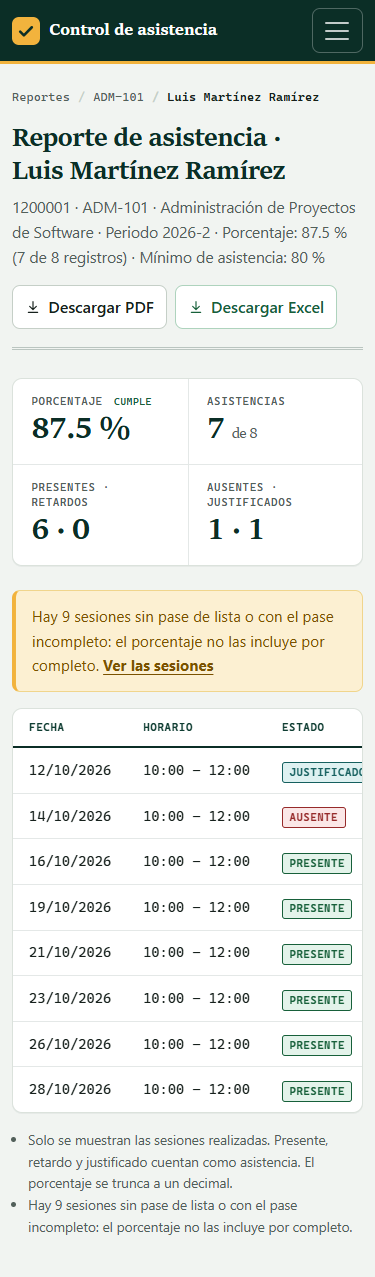 Control de asistencia
Reportes / ADM-101 / Luis Martínez Ramírez
Reporte de asistencia ·
Luis Martínez Ramírez
1200001 · ADM-101 · Administración de Proyectos
de Software · Periodo 2026-2 · Porcentaje: 87.5 %
(7 de 8 registros) · Mínimo de asistencia: 80 %
Descargar PDF Descargar Excel
PORCENTAJE CUMPLE ASISTENCIAS
87.5 % 7 de 8
PRESENTES · AUSENTES ·
RETARDOS JUSTIFICADOS
6 · 0 1 · 1
Hay 9 sesiones sin pase de lista o con el pase
incompleto: el porcentaje no las incluye por
completo. Ver las sesiones
FECHA HORARIO ESTADO
12/10/2026 10:00 – 12:00 JUSTIFICADO
14/10/2026 10:00 – 12:00 AUSENTE
16/10/2026 10:00 – 12:00 PRESENTE
19/10/2026 10:00 – 12:00 PRESENTE
21/10/2026 10:00 – 12:00 PRESENTE
23/10/2026 10:00 – 12:00 PRESENTE
26/10/2026 10:00 – 12:00 PRESENTE
28/10/2026 10:00 – 12:00 PRESENTE
• Solo se muestran las sesiones realizadas. Presente,
retardo y justificado cuentan como asistencia. El
porcentaje se trunca a un decimal.
• Hay 9 sesiones sin pase de lista o con el pase
incompleto: el porcentaje no las incluye por completo.